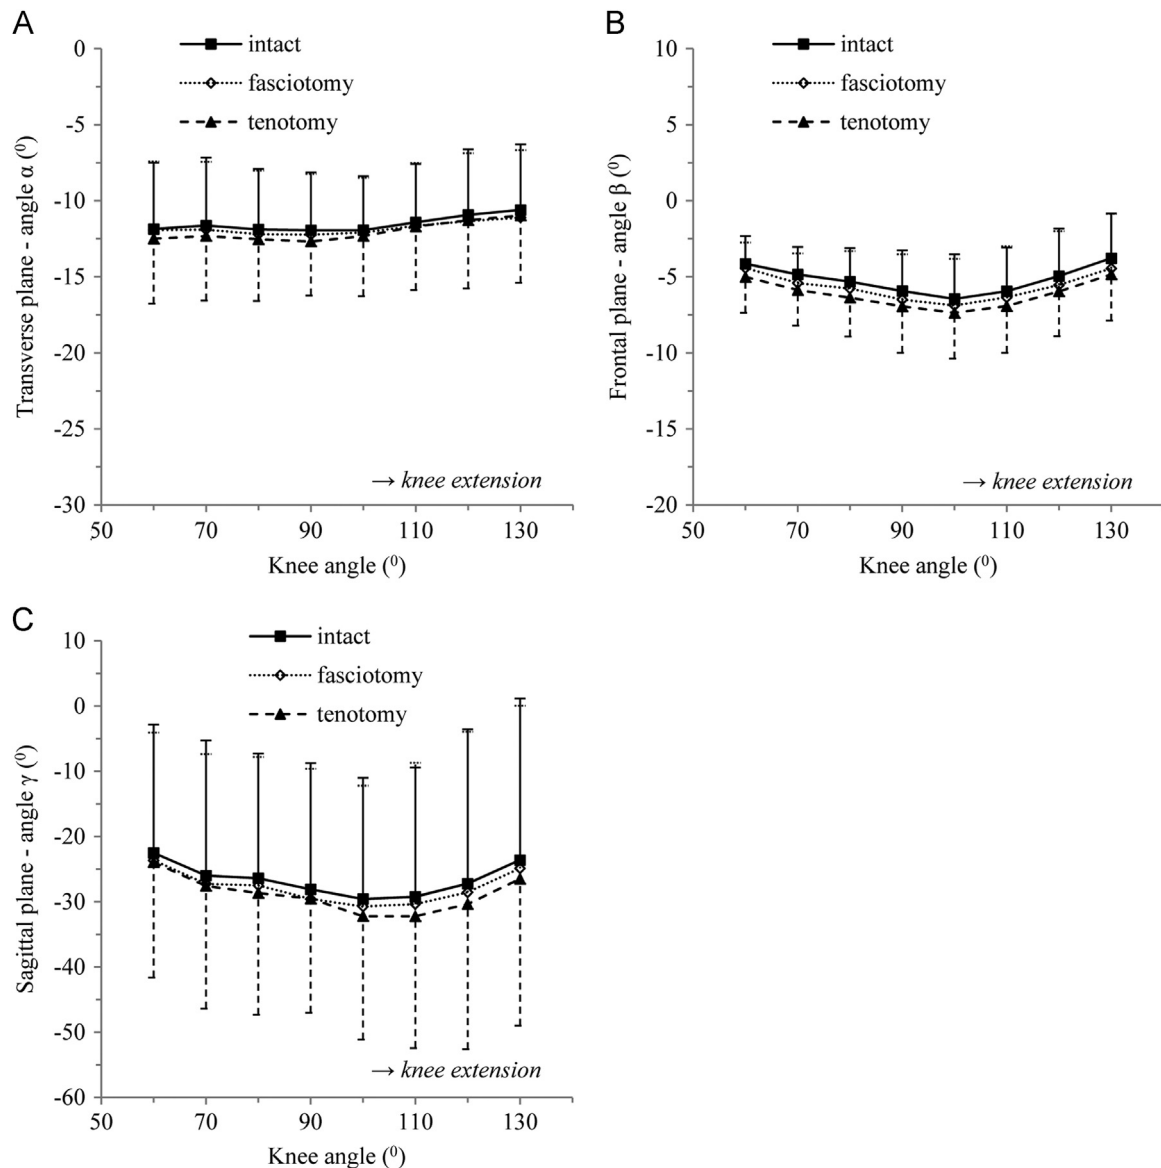 A
intact
fasciotomy
tenotomy
0
-5
-10
-15
-20
-25
-30
Transverse plane - angle α (⁰)
→ knee extension
50
70
90
110
130
Knee angle (⁰)
B
intact
fasciotomy
tenotomy
10
5
0
-5
-10
-15
-20
Frontal plane - angle β (⁰)
→ knee extension
50
70
90
110
130
Knee angle (⁰)
C
intact
fasciotomy
tenotomy
10
0
-10
-20
-30
-40
-50
-60
Sagittal plane - angle γ (⁰)
→ knee extension
50
70
90
110
130
Knee angle (⁰)